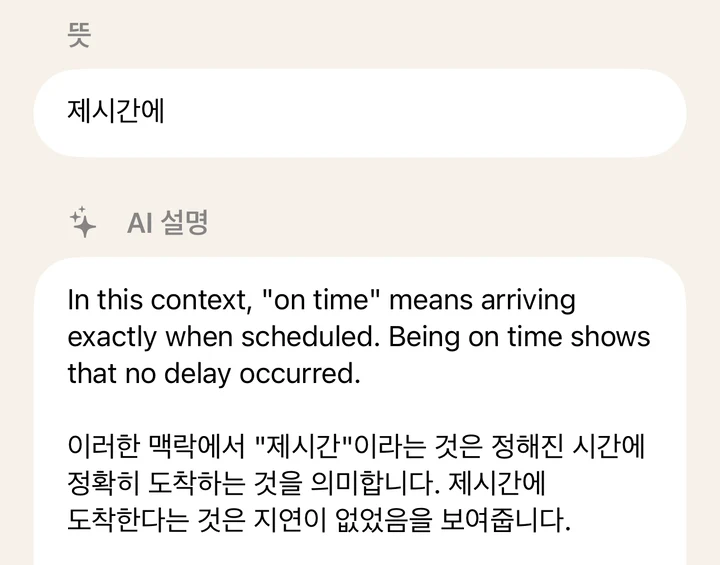 뜻
제시간에
AI 설명
In this context, "on time" means arriving
exactly when scheduled. Being on time shows
that no delay occurred.
이러한 맥락에서 "제시간"이라는 것은 정해진 시간에
정확히 도착하는 것을 의미합니다. 제시간에
도착한다는 것은 지연이 없었음을 보여줍니다.